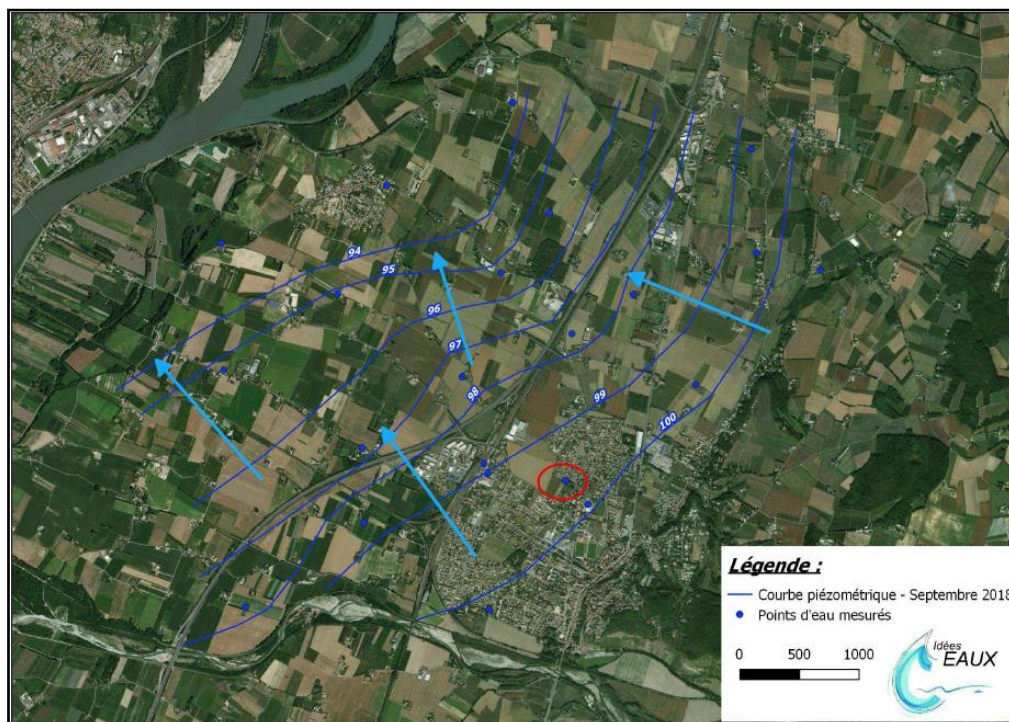 94
95
96
97
98
99
100
Légende :
Courbe piézométrique - Septembre 2018
Points d'eau mesurés
0 500 1000
Idées
EAUX